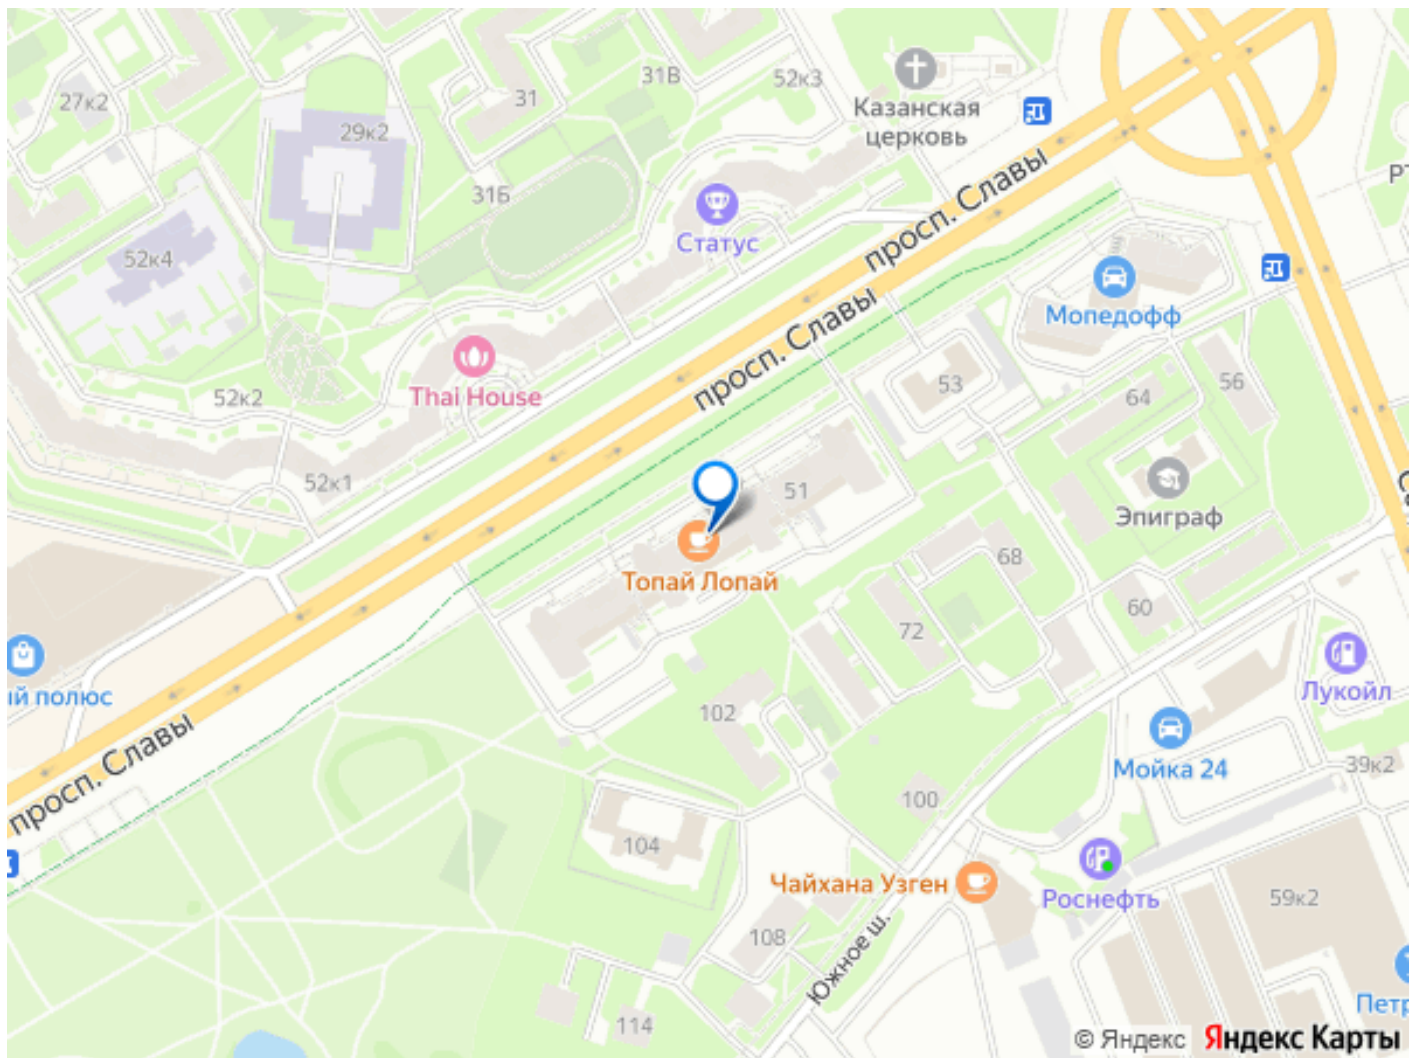 31В
52к3
27к2
31
29к2
Казанская
церковь
31Б
Статус
52к4
просп. Славы
Мопедофф
просп. Славы
Thai House
52к2
53
64
56
52к1
51
Эпиграф
Топай Лопай
68
60
72
й полюс
Лукойл
102
просп. Славы
Мойка 24
39к2
100
104
Чайхана Узген
Роснефть
59к2
108
Южное ш.
Петр
114
© Яндекс Яндекс Карты